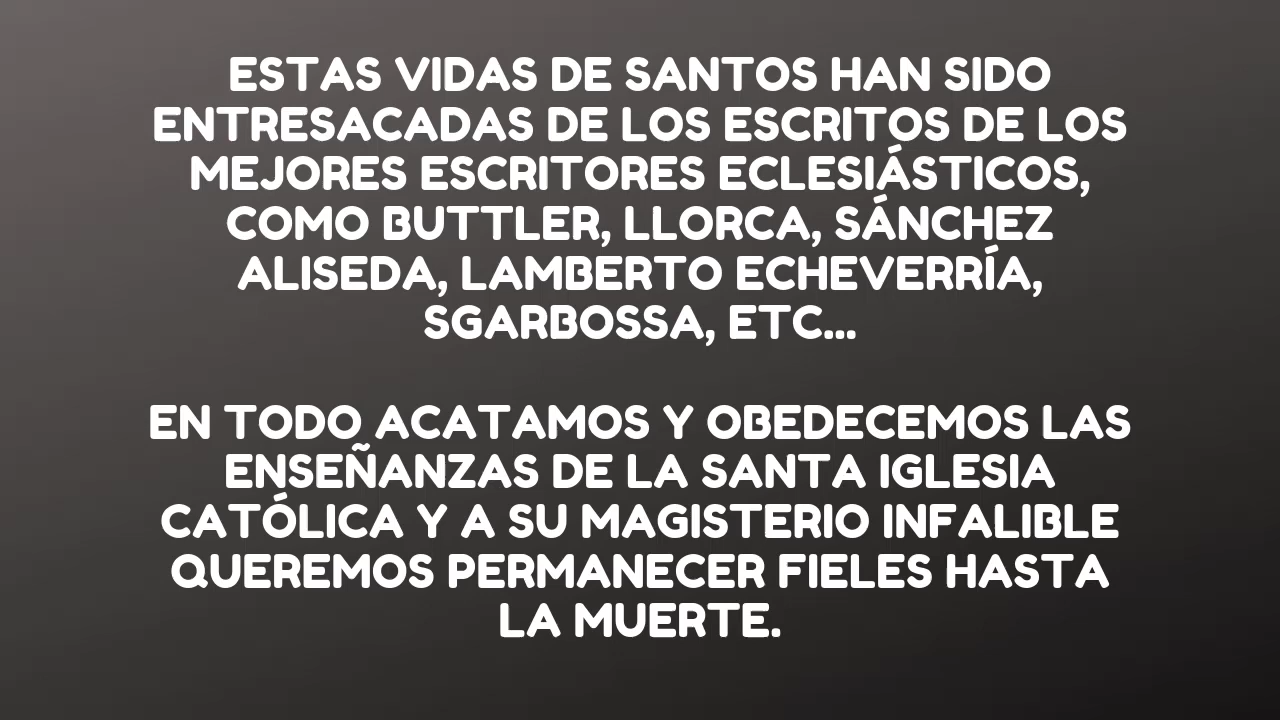 ESTAS VIDAS DE SANTOS HAN SIDO
ENTRESACADAS DE LOS ESCRITOS DE LOS
MEJORES ESCRITORES ECLESIÁSTICOS,
COMO BUTTLER, LLORCA, SÁNCHEZ
ALISEDA, LAMBERTO ECHEVERRÍA,
SGARBOSSA, ETC...
EN TODO ACATAMOS Y OBEDECEMOS LAS
ENSEÑANZAS DE LA SANTA IGLESIA
CATÓLICA Y A SU MAGISTERIO INFALIBLE
QUEREMOS PERMANECER FIELES HASTA
LA MUERTE.